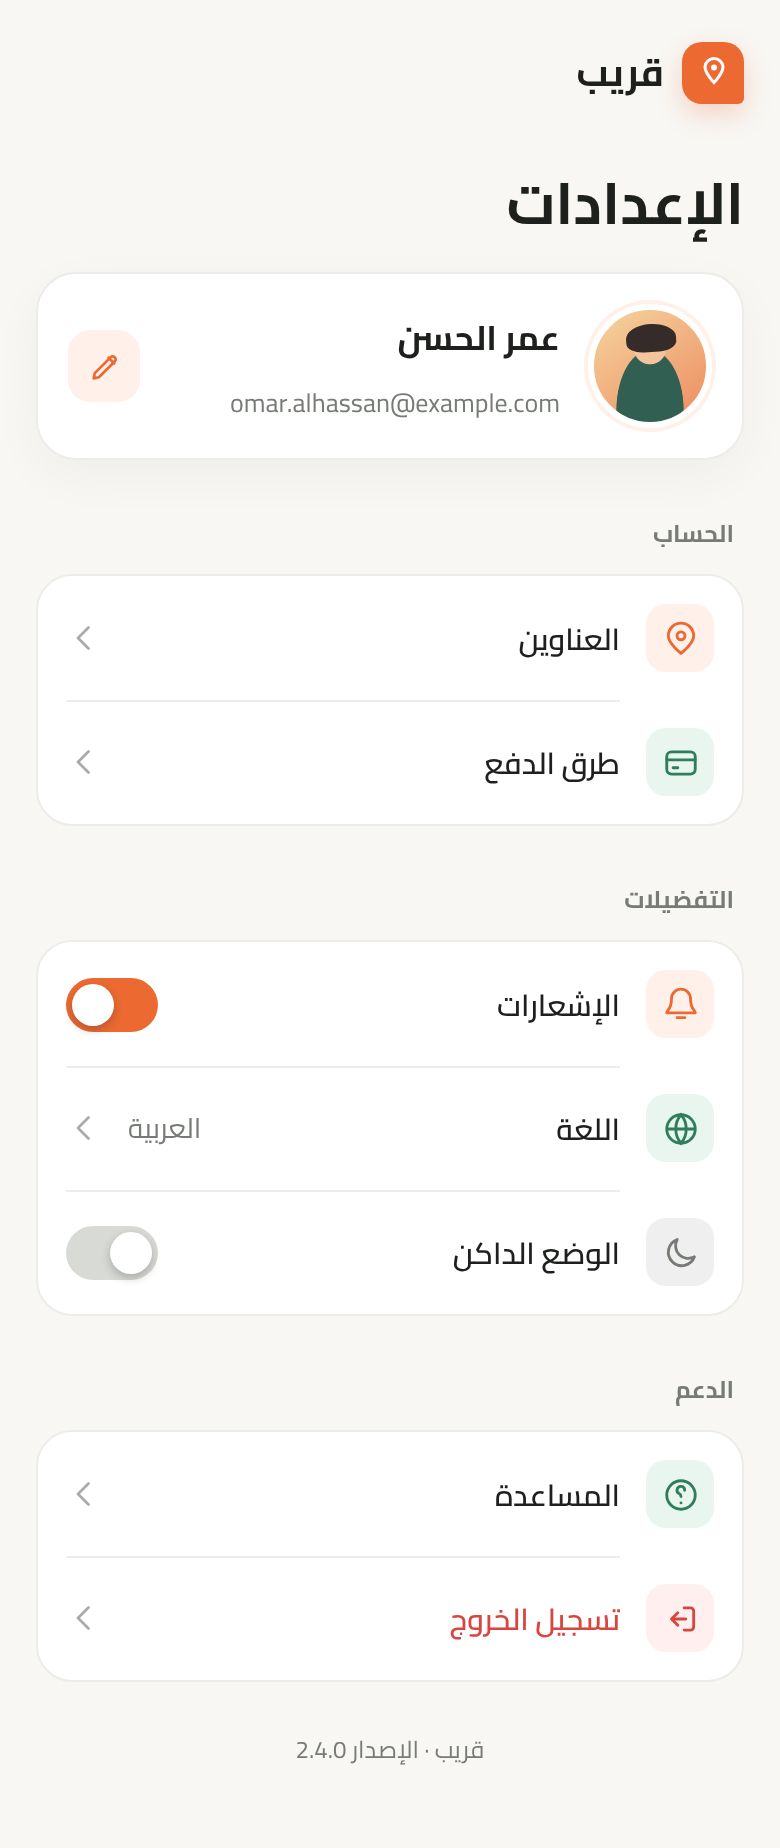 قريب
الإعدادات
عمر الحسن
omar.alhassan@example.com
الحساب
العناوين
طرق الدفع
التفضيلات
الإشعارات
اللغة
العربية
الوضع الداكن
الدعم
المساعدة
تسجيل الخروج
قريب · الإصدار 2.4.0